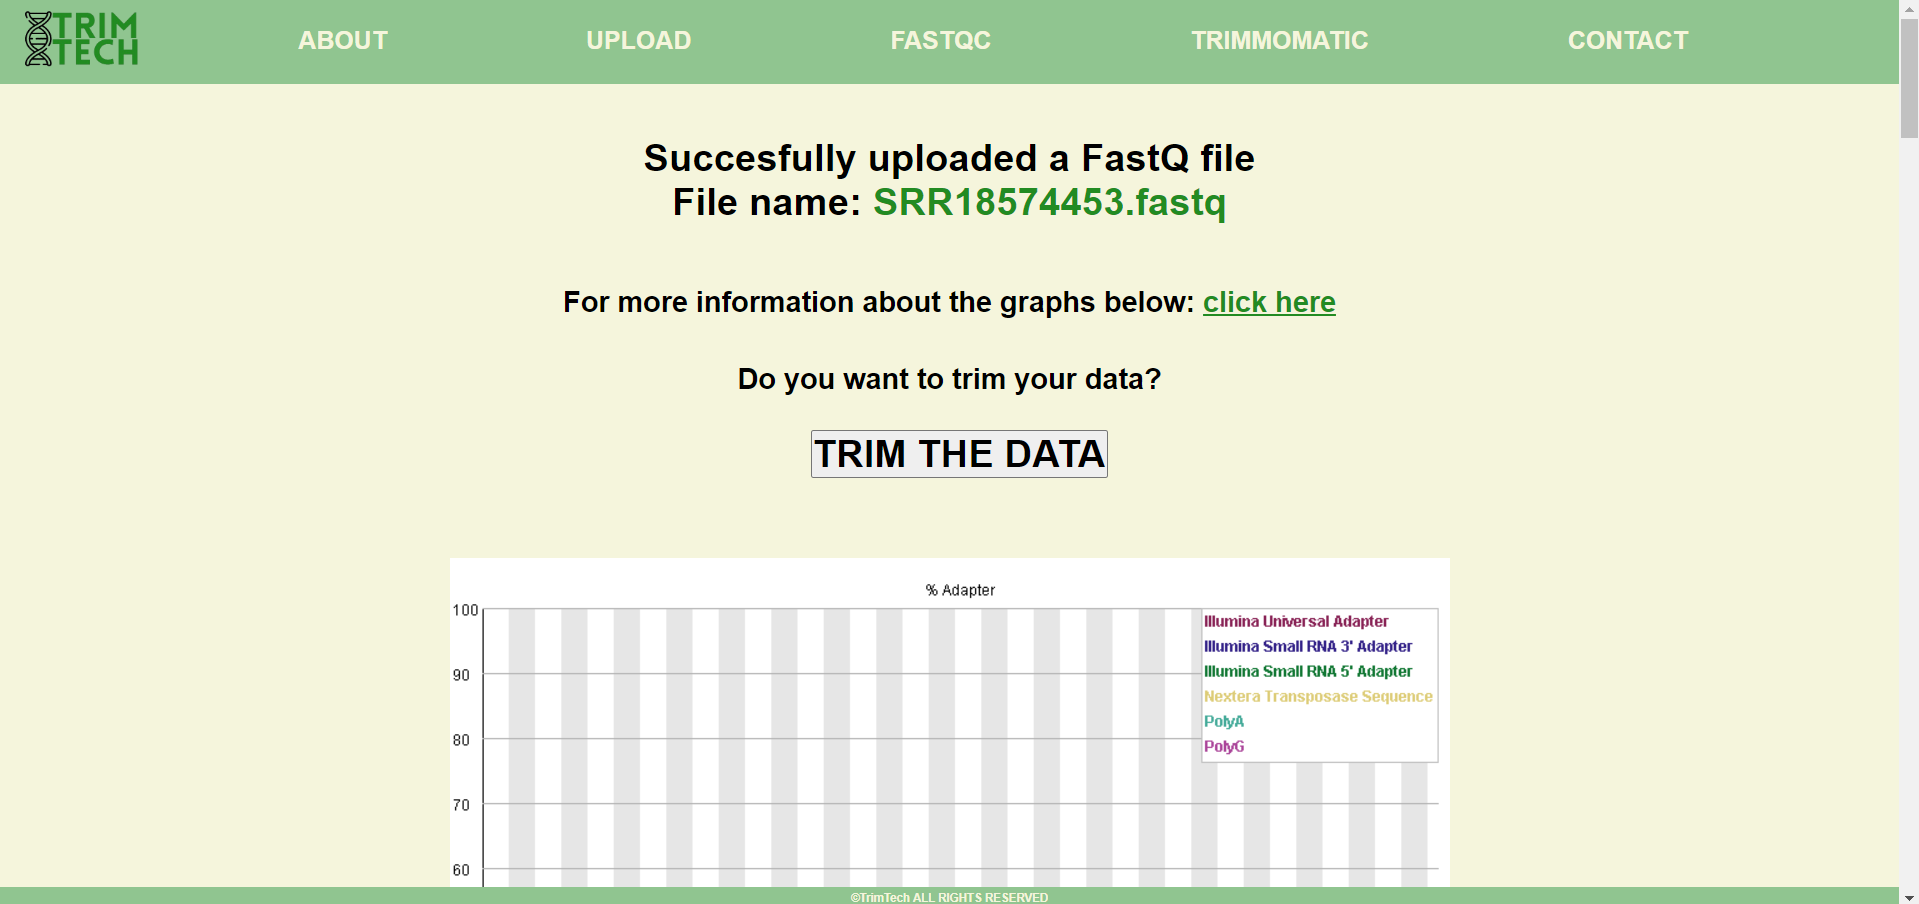 TRIM
TECH
ABOUT UPLOAD FASTQC TRIMMOMATIC CONTACT
Succesfully uploaded a FastQ file
File name: SRR18574453.fastq
For more information about the graphs below: click here
Do you want to trim your data?
TRIM THE DATA
% Adapter
100
90
80
70
60
Illumina Universal Adapter
Illumina Small RNA 3' Adapter
Illumina Small RNA 5' Adapter
Nextera Transposase Sequence
PolyA
PolyG
©TrimTech ALL RIGHTS RESERVED